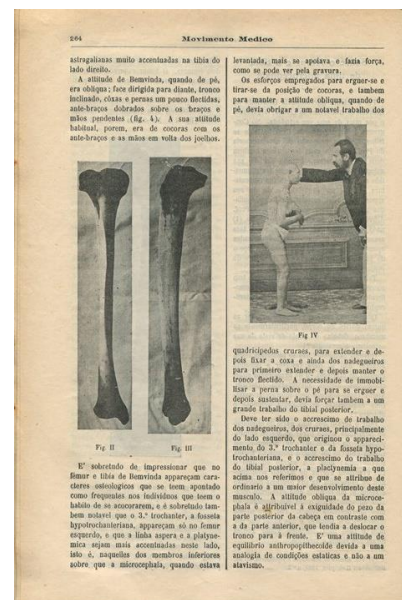 264
Movimento Medico
astragalianas muito accentuadas na tibia do
lado direito.
A attitude de Bemvinda, quando de pé,
era obliqua; face dirigida para diante, tronco
inclinado, côxas e pernas um pouco flectidas,
ante-braços dobrados sobre os braços e
mãos pendentes (fig. 4). A sua attitude
habitual, porem, era de cocoras com os
ante-braços e as mãos em volta dos joelhos.
Fig. II
Fig. III
E' sobretudo de impressionar que no
fémur e tibia de Bemvinda appareçam cara-
cteres osteologicos que se teem apontado
como frequentes nos individuos que teem o
habito de se acocorarem, e é sobretudo tam-
bem notavel que o 3.º trochanter, a fosseta
hypotrochanteriana, appareçam só no femur
esquerdo, e que a linha aspera e a platyne-
mica sejam mais accentuadas neste lado,
isto é, naquelles dos membros inferiores
sobre que a microcephala, quando estava
levantada, mais se apoiava e fazia força,
como se pode ver pela gravura.
Os esforços empregados para erguer-se e
tirar-se da posição de cocoras, e tambem
para manter a attitude obliqua, quando de
pé, devia obrigar a um notavel trabalho dos
Fig IV
quadricipedos cruraes, para extender e de-
pois fixar a coxa e ainda dos nadegueiros
para primeiro extender e depois manter o
tronco flectido. A necessidade de immobi-
lisar a perna sobre o pé para se erguer e
depois sustentar, devia forçar tambem a um
grande trabalho do tibial posterior.
Deve ter sido o accrescimo de trabalho
dos nadegueiros, dos cruraes, principalmente
do lado esquerdo, que originou o appareci-
mento do 3.º trochanter e da fosseta hypo-
trochanteriana, e o accrescimo do trabalho
do tibial posterior, a platycnemia a que
acima nos referimos e que se attribue de
ordinario a um maior desenvolvimento deste
musculo. A attitude obliqua da microce-
phala é attribuivel á exiguidade do pezo da
parte posterior da cabeça em contraste com
a da parte anterior, que tendia a deslocar o
tronco para á frente. E' uma attitude de
equilibrio anthropopithecoide devida a uma
analogia de condições estaticas e não a um
atavismo.